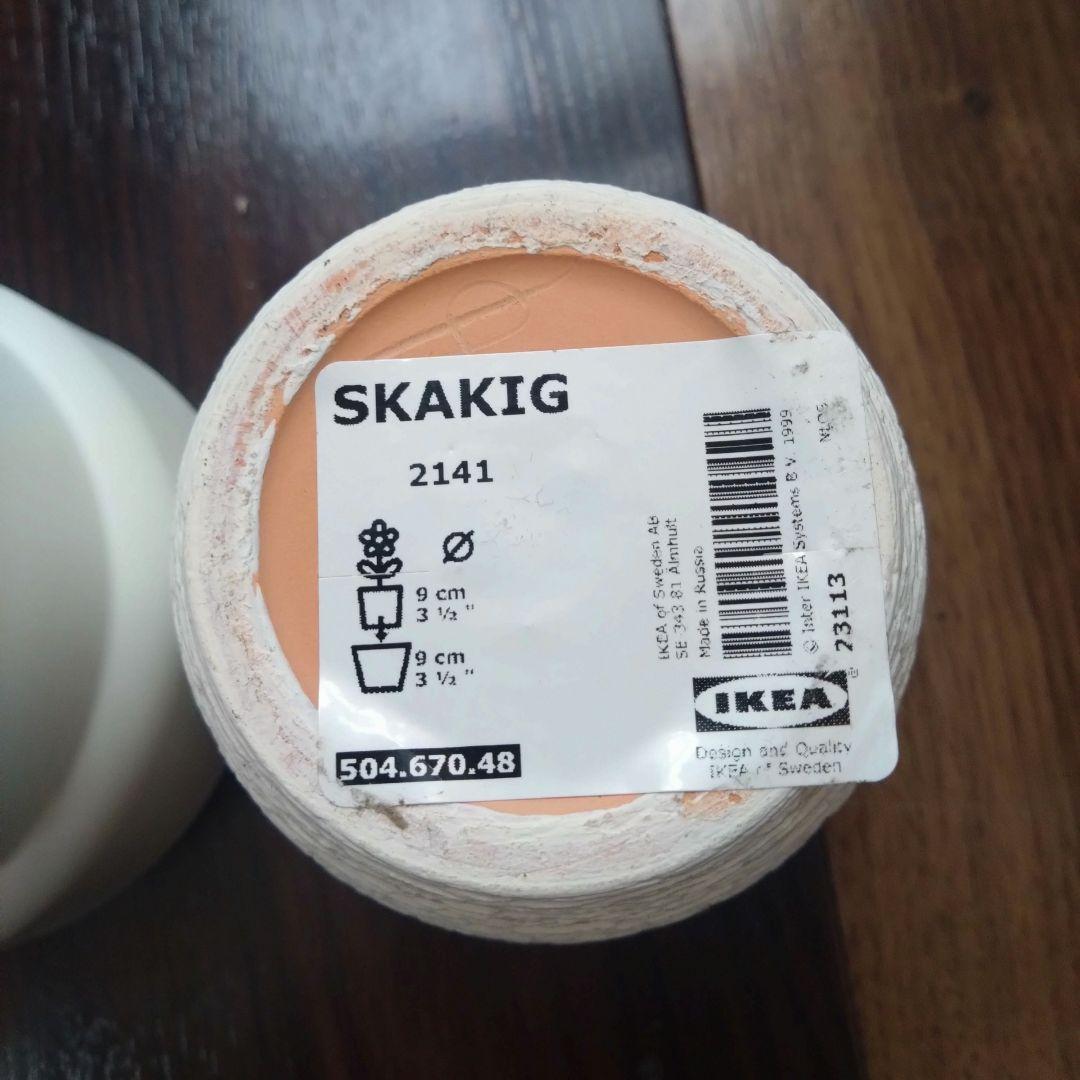 SKAKIG
2141
Ø
9 cm
3 ½ "
9 cm
3 ½ "
504.670.48
IKEA of Sweden AB
SE 343 81 Älmhult
Made in Russia
© Inter IKEA Systems B.V. 1999
23113
IKEA
®
Design and Quality
IKEA of Sweden